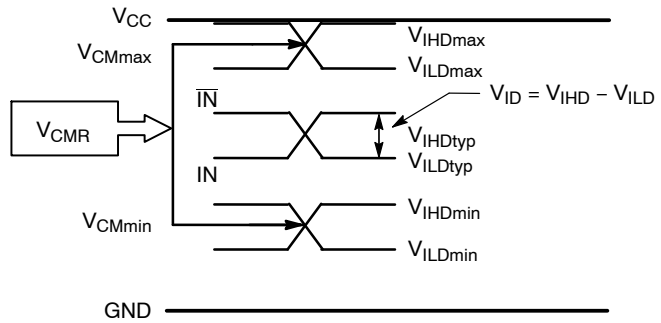 VCC
VIHDmax
VCMmax
VILDmax
IN
VID = VIHD − VILD
VCMR
VIHDtyp
VILDtyp
IN
VIHDmin
VCMmin
VILDmin
GND